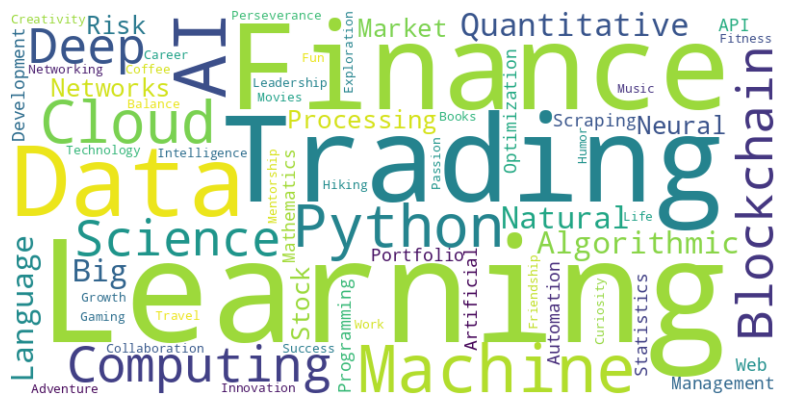 Creativity
Risk
Perseverance
Market
Quantitative
API
Deep
AI
Finance
Fitness
Development
Career
Networking
Coffee
Fun
Exploration
Networks
Leadership
Music
Balance
Movies
Optimization
Blockchain
Cloud
Trading
Processing
Books
Scraping
Neural
Data
Technology
Intelligence
Passion
Humor
Mentorship
Mathematics
Hiking
Science
Python
Natural
Life
Language
Big
Portfolio
Algorithmic
Learning
Growth
Stock
Artificial
Friendship
Automation
Curiosity
Statistics
Gaming
Travel
Programming
Work
Computing
Collaboration
Success
Machine
Web
Adventure
Innovation
Management